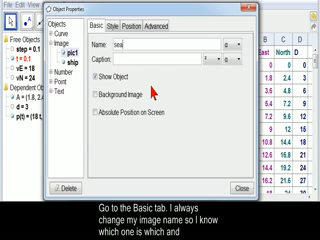 Object Properties
File Edit View
Objects
Curve
Image
pic1
ship
Number
Point
Text
Delete
Basic Style Position Advanced
Name: sea α
Caption: α
Show Object
Background Image
Absolute Position on Screen
Close
Free Objects
step = 0.1
t = 0.1
vE = 18
vN = 24
Dependent Ob
A = (1.8, 2.4
d = 3
p(t) = (18 t,
B C D
East North D
0 0 0
1.8 2.4 3
3.6 4.8 6
5.4 7.2 9
7.2 9.6 12
9 12 15
10.8 14.4 18
12.6 16.8 21
14.4 19.2 24
16.2 21.6 27
Go to the Basic tab. I always
change my image name so I know
which one is which and